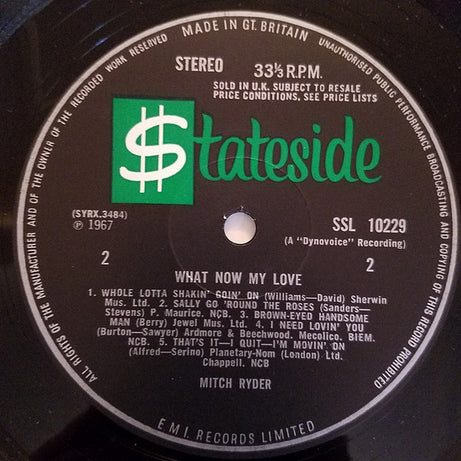 MADE IN GT. BRITAIN
ALL RIGHTS OF THE MANUFACTURER AND OF THE OWNER OF THE RECORDED WORK RESERVED
UNAUTHORISED PUBLIC PERFORMANCE BROADCASTING AND COPYING OF THIS RECORD PROHIBITED
STEREO 33⅓ R.P.M.
SOLD IN U.K. SUBJECT TO RESALE
PRICE CONDITIONS, SEE PRICE LISTS
$tateside
(SYRX.3484)
SSL 10229
℗ 1967
(A "Dynovoice" Recording)
2
2
WHAT NOW MY LOVE
1. WHOLE LOTTA SHAKIN' GOIN' ON (Williams—David) Sherwin
Mus. Ltd. 2. SALLY GO 'ROUND THE ROSES (Sanders—
Stevens) P. Maurice. NCB. 3. BROWN-EYED HANDSOME
MAN (Berry) Jewel Mus. Ltd. 4. I NEED LOVIN' YOU
(Burton—Sawyer) Ardmore & Beechwood. Mecolico. BIEM.
NCB. 5. THAT'S IT—I QUIT—I'M MOVIN' ON
(Alfred—Serino) Planetary-Nom (London) Ltd.
Chappell. NCB
MITCH RYDER
E M I. RECORDS LIMITED